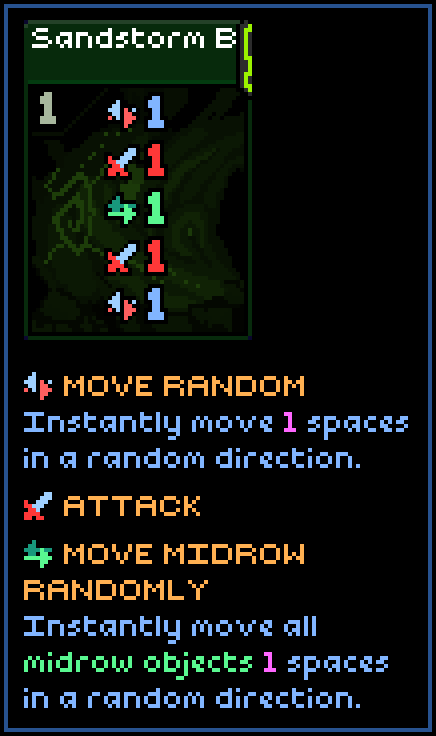 Sandstorm B
1
1
1
1
1
1
MOVE RANDOM
Instantly move 1 spaces
in a random direction.
ATTACK
MOVE MIDROW
RANDOMLY
Instantly move all
midrow objects 1 spaces
in a random direction.